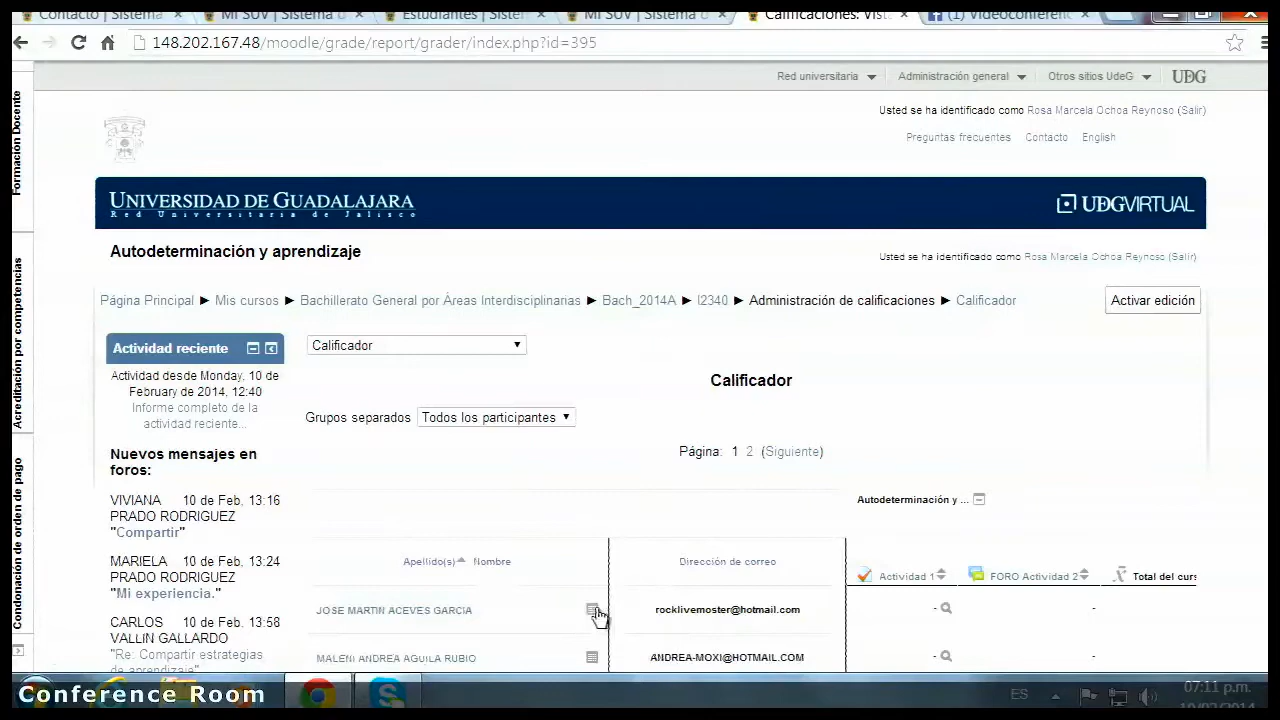 Contacto | Sistema
Mi SUV | Sistema d
Estudiantes | Sistem
Mi SUV | Sistema d
Calificaciones: Vista
(1) Videoconferenc
148.202.167.48/moodle/grade/report/grader/index.php?id=395
Red universitaria
Administración general
Otros sitios UdeG
UDG
Usted se ha identificado como Rosa Marcela Ochoa Reynoso (Salir)
Preguntas frecuentes Contacto English
UNIVERSIDAD DE GUADALAJARA
Red Universitaria de Jalisco
UDGVIRTUAL
Autodeterminación y aprendizaje
Usted se ha identificado como Rosa Marcela Ochoa Reynoso (Salir)
Página Principal ► Mis cursos ► Bachillerato General por Áreas Interdisciplinarias ► Bach_2014A ► I2340 ► Administración de calificaciones ► Calificador
Activar edición
Formación Docente
Acreditación por competencias
Condonación de orden de pago
Actividad reciente
Actividad desde Monday, 10 de
February de 2014, 12:40
Informe completo de la
actividad reciente...
Nuevos mensajes en
foros:
VIVIANA 10 de Feb, 13:16
PRADO RODRIGUEZ
"Compartir"
MARIELA 10 de Feb, 13:24
PRADO RODRIGUEZ
"Mi experiencia."
CARLOS 10 de Feb, 13:58
VALLIN GALLARDO
"Re: Compartir estrategias
de aprendizaje"
Calificador
Calificador
Grupos separados Todos los participantes
Página: 1 2 (Siguiente)
Autodeterminación y ...
Apellido(s) Nombre
Dirección de correo
Actividad 1
FORO Actividad 2
Total del curs
JOSE MARTIN ACEVES GARCIA
rocklivemoster@hotmail.com
-
-
MALENI ANDREA AGUILA RUBIO
ANDREA-MOXI@HOTMAIL.COM
-
-
Conference Room
ES
07:11 p.m.
10/02/2014